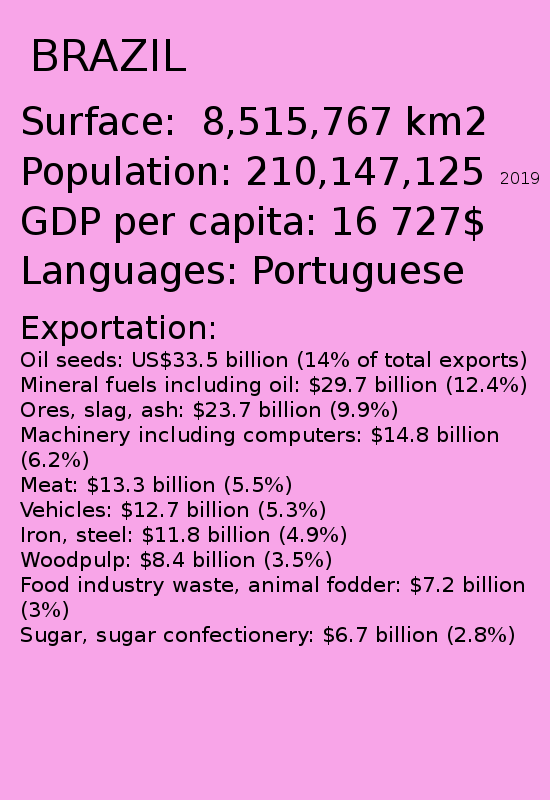 BRAZIL
Surface:  8,515,767 km2
Population: 210,147,125 2019
GDP per capita: 16 727$
Languages: Portuguese
Exportation:
Oil seeds: US$33.5 billion (14% of total exports)
Mineral fuels including oil: $29.7 billion (12.4%)
Ores, slag, ash: $23.7 billion (9.9%)
Machinery including computers: $14.8 billion
(6.2%)
Meat: $13.3 billion (5.5%)
Vehicles: $12.7 billion (5.3%)
Iron, steel: $11.8 billion (4.9%)
Woodpulp: $8.4 billion (3.5%)
Food industry waste, animal fodder: $7.2 billion
(3%)
Sugar, sugar confectionery: $6.7 billion (2.8%)